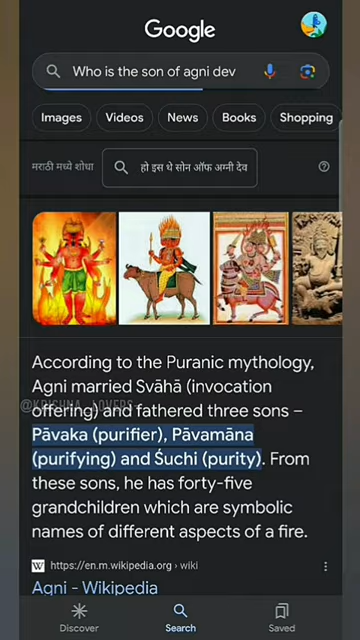 Google
Who is the son of agni dev
Images Videos News Books Shopping
मराठी मध्ये शोधा हो इस थे सोन ऑफ अग्नी देव
According to the Puranic mythology,
Agni married Svāhā (invocation
offering) and fathered three sons –
@KRISHNA_LOVERS_
Pāvaka (purifier), Pāvamāna
(purifying) and Śuchi (purity). From
these sons, he has forty-five
grandchildren which are symbolic
names of different aspects of a fire.
W https://en.m.wikipedia.org › wiki
Agni - Wikipedia
Discover Search Saved